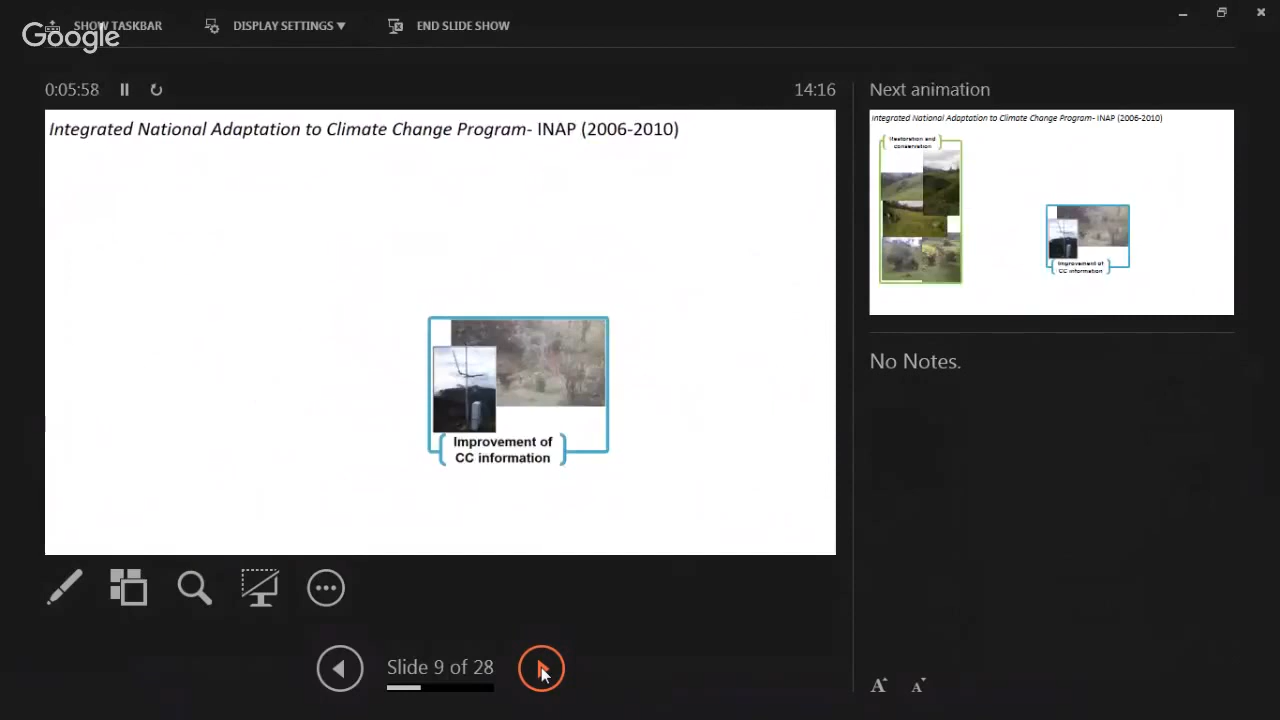 SHOW TASKBAR
DISPLAY SETTINGS
END SLIDE SHOW
Google
0:05:58
14:16
Next animation
Integrated National Adaptation to Climate Change Program- INAP (2006-2010)
Improvement of
CC information
Integrated National Adaptation to Climate Change Program- INAP (2006-2010)
Restoration and
conservation
Improvement of
CC information
No Notes.
Slide 9 of 28
A A